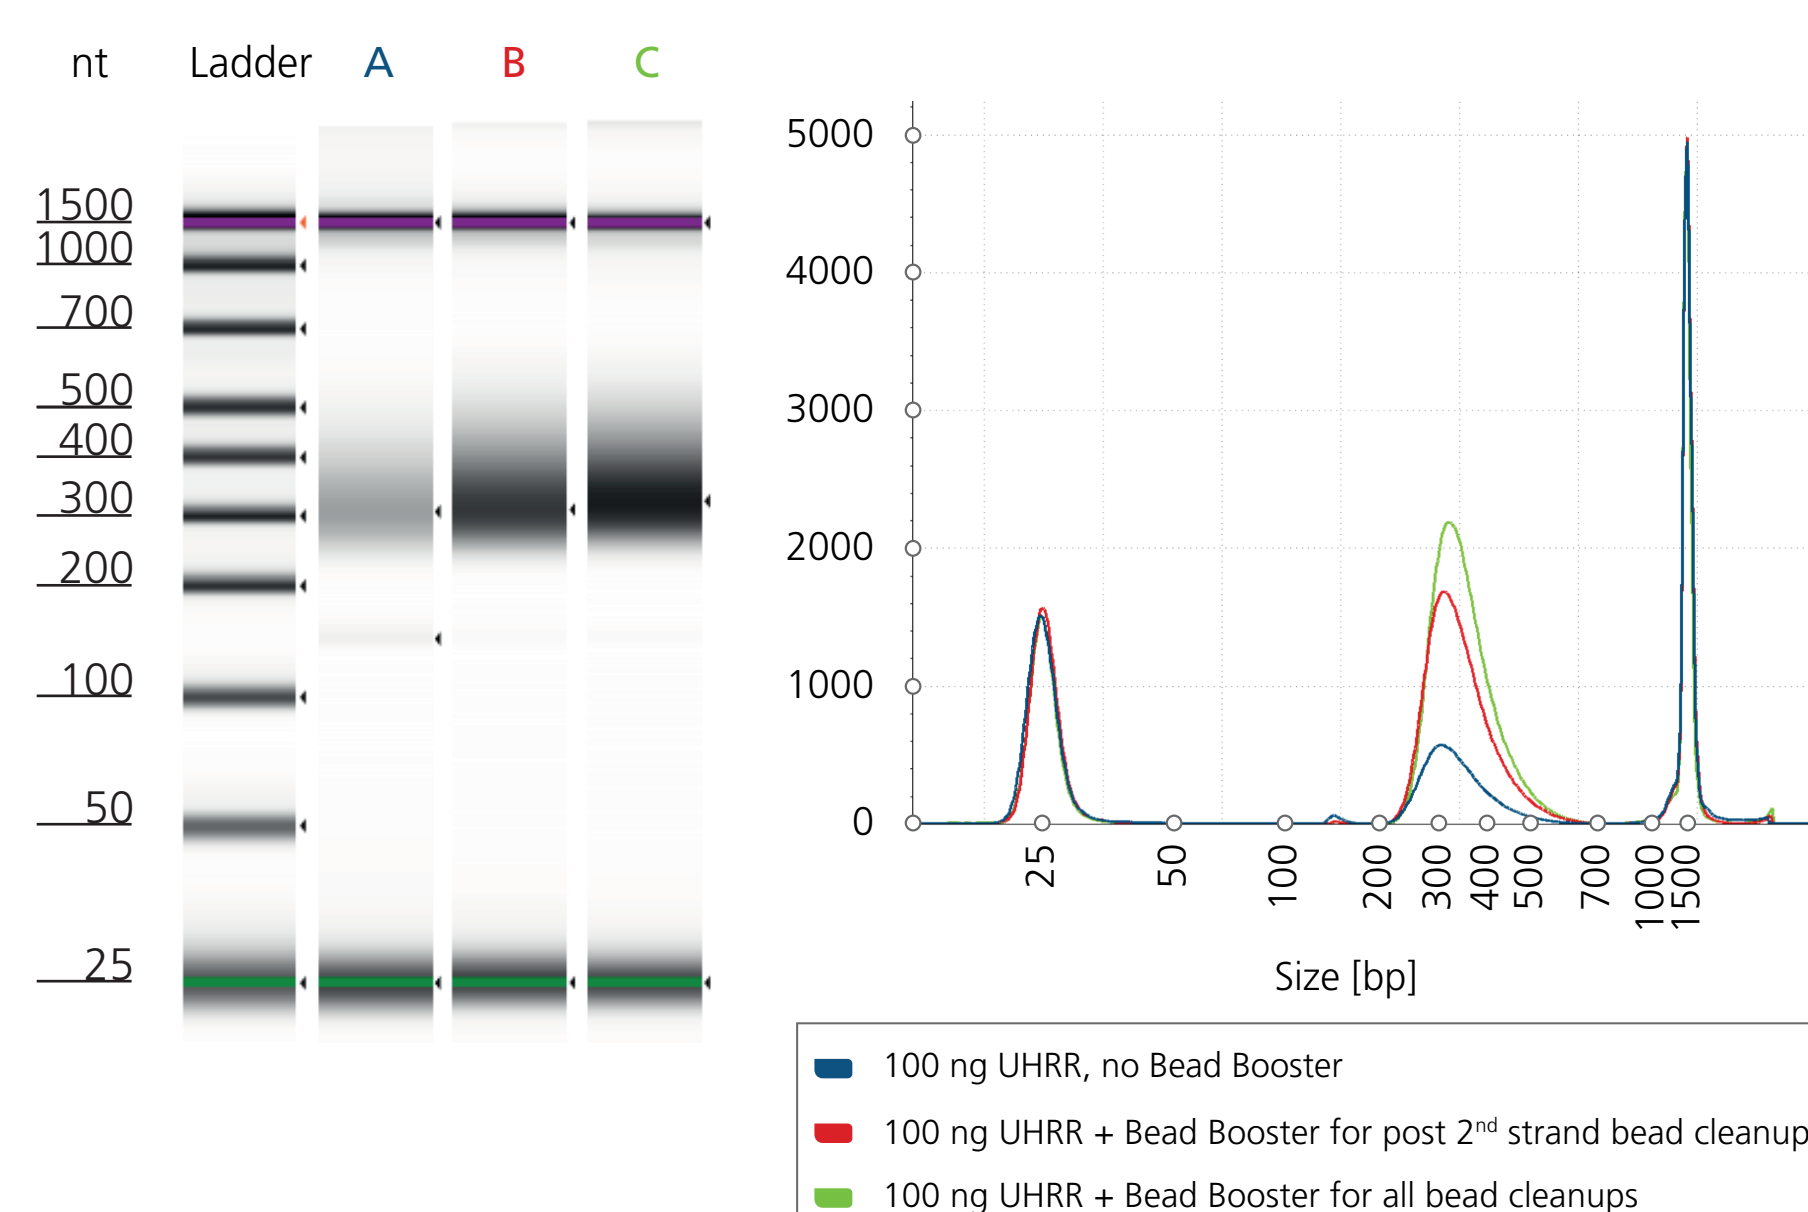 nt Ladder A B C
1500
1000
700
500
400
300
200
100
50
25
5000
4000
3000
2000
1000
0
25 50 100 200 300 400 500 700 1000 1500
Size [bp]
100 ng UHRR, no Bead Booster
100 ng UHRR + Bead Booster for post 2nd strand bead cleanup
100 ng UHRR + Bead Booster for all bead cleanups